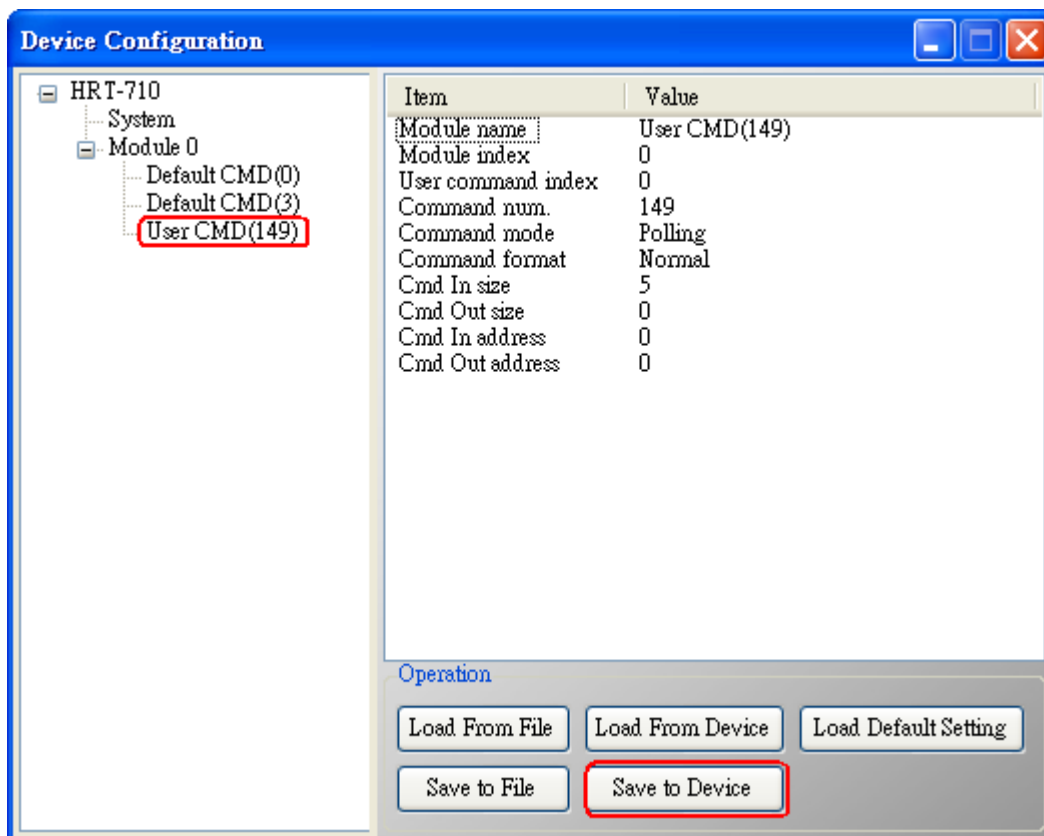 Device Configuration
HRT-710
System
Module 0
Default CMD(0)
Default CMD(3)
User CMD(149)
Item Value
Module name User CMD(149)
Module index 0
User command index 0
Command num. 149
Command mode Polling
Command format Normal
Cmd In size 5
Cmd Out size 0
Cmd In address 0
Cmd Out address 0
Operation
Load From File Load From Device Load Default Setting
Save to File Save to Device